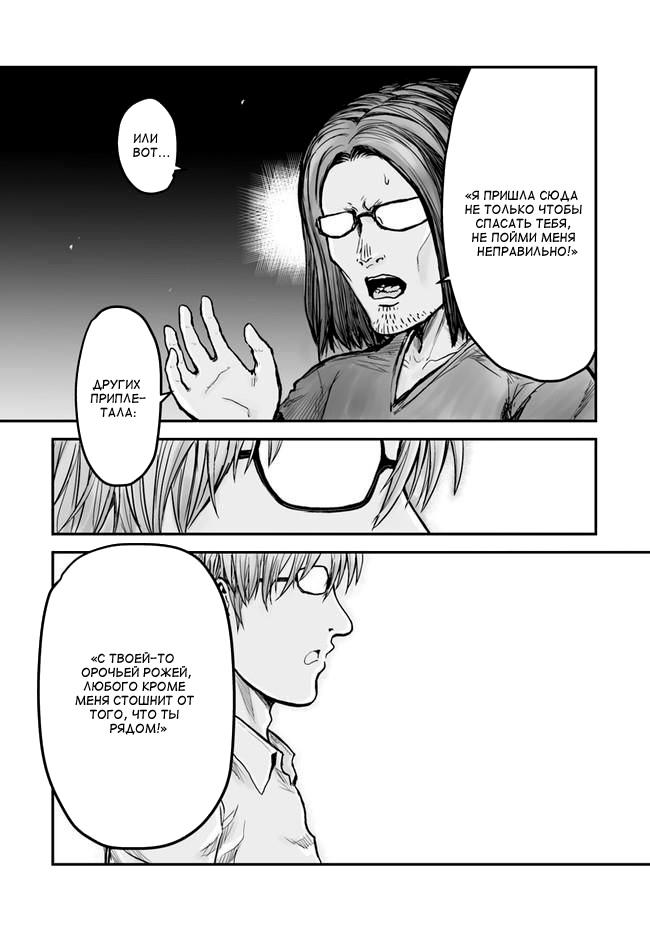 «Я ПРИШЛА СЮДА
НЕ ТОЛЬКО ЧТОБЫ
СПАСАТЬ ТЕБЯ,
НЕ ПОЙМИ МЕНЯ
НЕПРАВИЛЬНО!»
ИЛИ
ВОТ...
ДРУГИХ
ПРИПЛЕ-
ТАЛА:
«С ТВОЕЙ-ТО
ОРОЧЬЕЙ РОЖЕЙ,
ЛЮБОГО КРОМЕ
МЕНЯ СТОШНИТ ОТ
ТОГО, ЧТО ТЫ
РЯДОМ!»